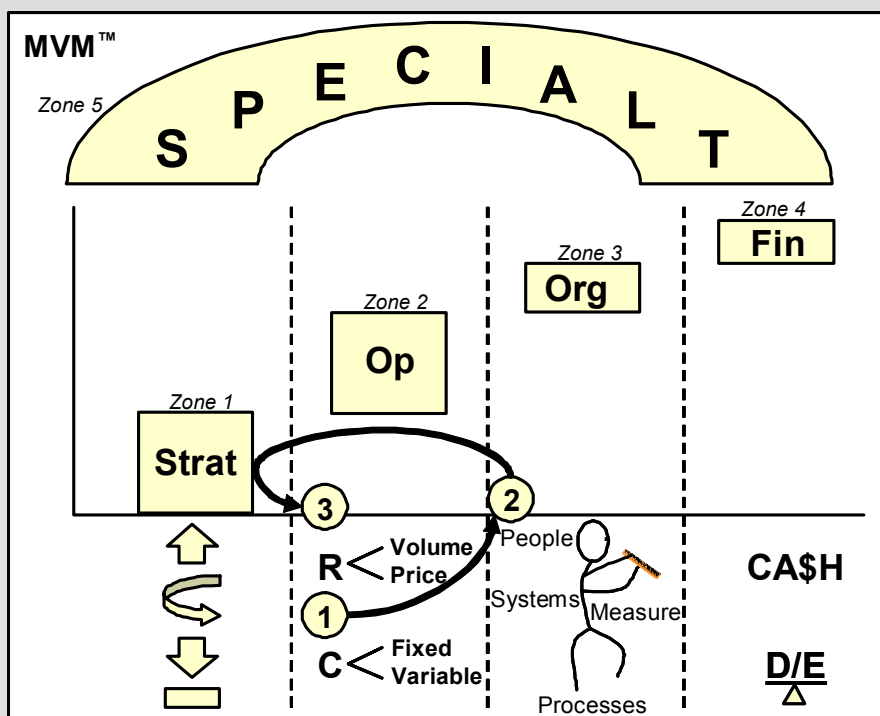 MVM™
Zone 5
S P E C I A L T
Zone 4
Fin
Zone 3
Org
Zone 2
Op
Zone 1
Strat
3
2
R
Volume
Price
1
C
Fixed
Variable
People
Systems
Measure
Processes
CA$H
D/E